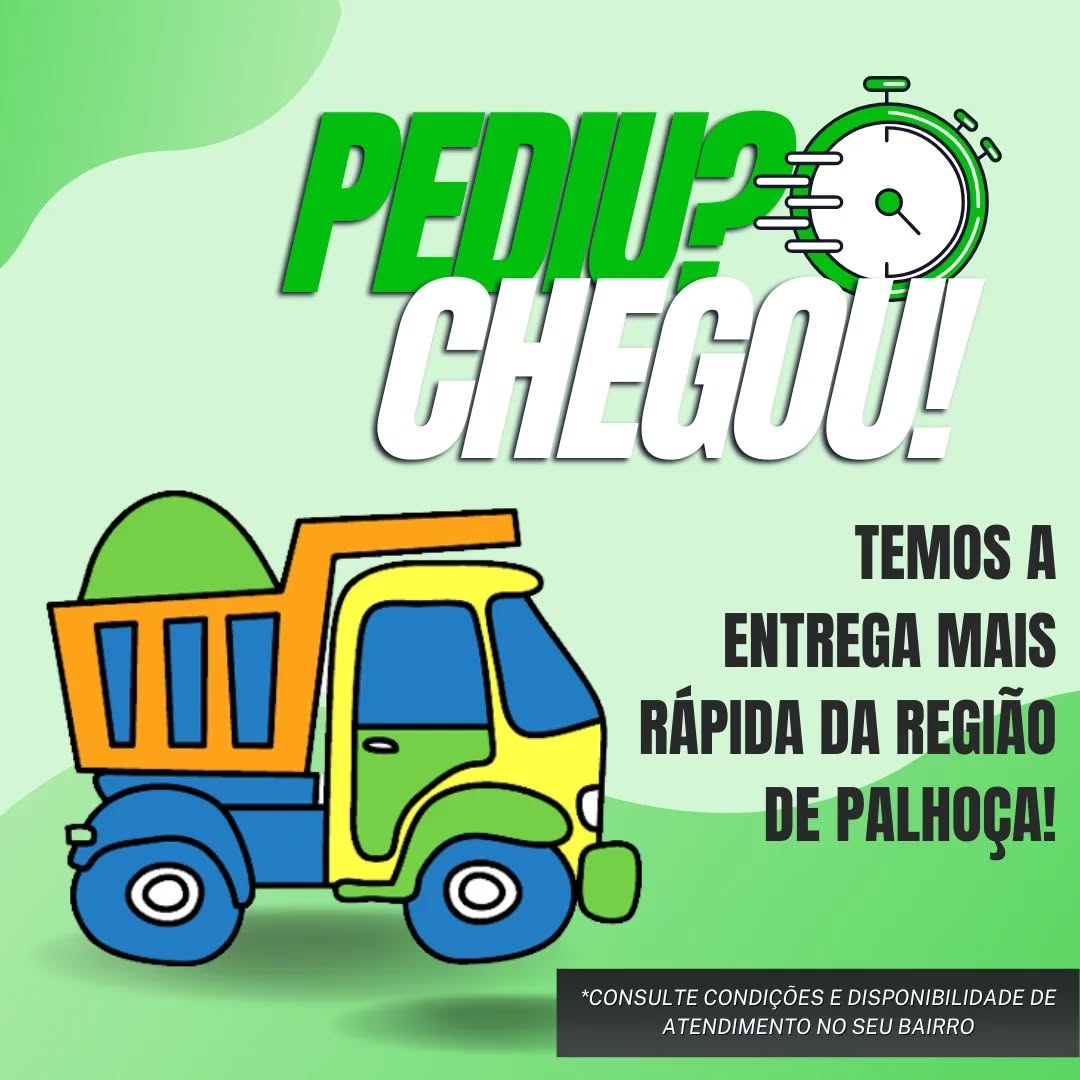 PEDIU?
CHEGOU!
TEMOS A
ENTREGA MAIS
RÁPIDA DA REGIÃO
DE PALHOÇA!
*CONSULTE CONDIÇÕES E DISPONIBILIDADE DE
ATENDIMENTO NO SEU BAIRRO